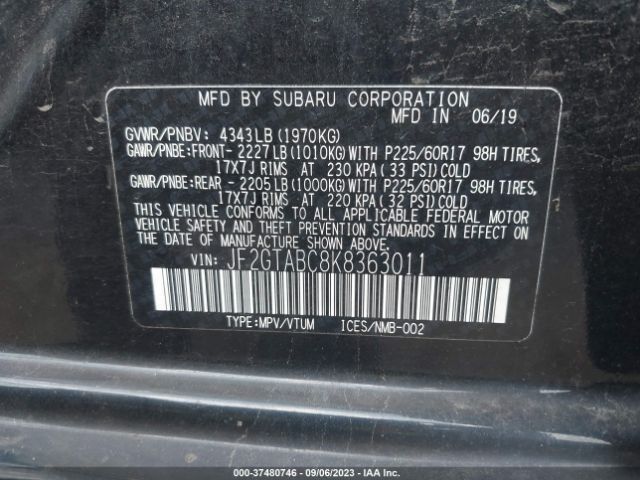 MFD BY SUBARU CORPORATION
MFD IN 06/19
GVWR/PNBV: 4343LB(1970KG)
GAWR/PNBE:FRONT- 2227LB(1010KG)WITH P225/60R17 98H TIRES,
17X7J RIMS AT 230 KPA( 33 PSI)COLD
GAWR/PNBE:REAR - 2205LB(1000KG)WITH P225/60R17 98H TIRES,
17X7J RIMS AT 220 KPA( 32 PSI)COLD
THIS VEHICLE CONFORMS TO ALL APPLICABLE FEDERAL MOTOR
VEHICLE SAFETY AND THEFT PREVENTION STANDARDS IN EFFECT ON
THE DATE OF MANUFACTURE SHOWN ABOVE.
VIN: JF2GTABC8K8363011
TYPE:MPV/VTUM ICES/NMB-002
000-37480746 - 09/06/2023 - IAA Inc.